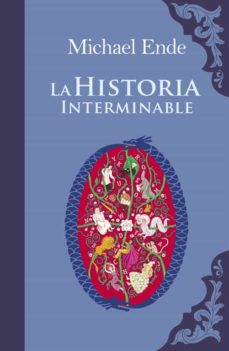 Michael Ende
LA HISTORIA
INTERMINABLE